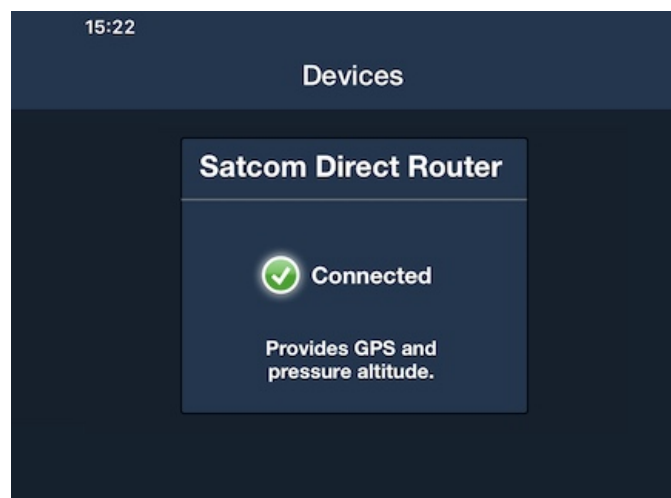 15:22
Devices
Satcom Direct Router
Connected
Provides GPS and
pressure altitude.